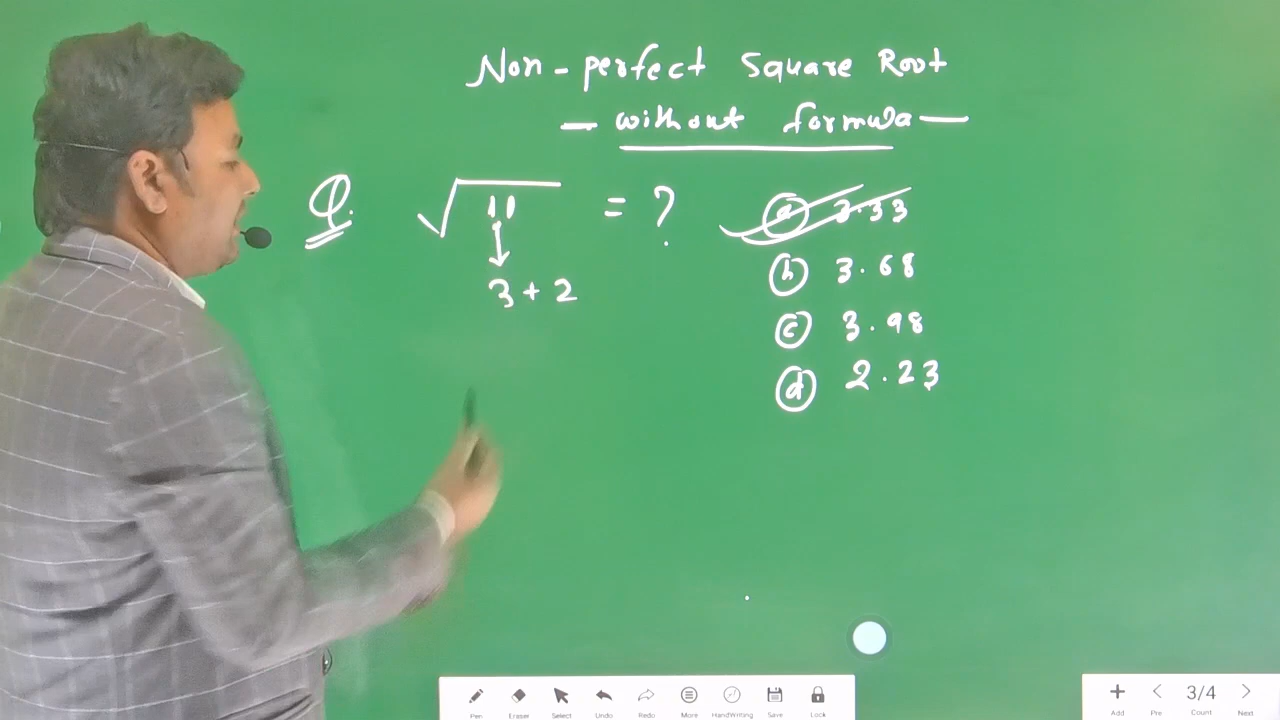 Non-perfect Square Root
— without formula —
Q. √11 = ?
3 + 2
(a) 3.33
(b) 3.68
(c) 3.98
(d) 2.23
Pen Eraser Select Undo Redo More HandWriting Save Lock
3/4
Add Pre Count Next